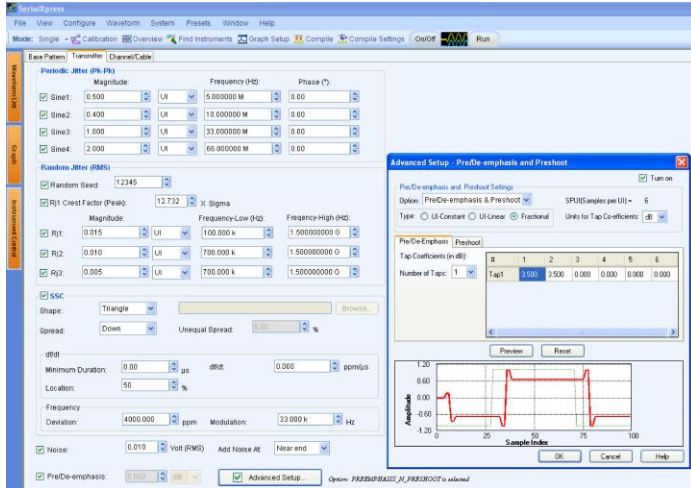 SerialXpress
File View Configure Waveform System Presets Window Help
Mode: Single Calibration Overview Find Instruments Graph Setup Compile Compile Settings On/Off Run
Base Pattern Transmitter Channel/Cable
Waveform List
Graphs
Instrument Control
Periodic Jitter (Pk-Pk)
Magnitude: Frequency (Hz): Phase (°):
Sine1: 0.500 UI 5.000000 M 0.00
Sine2: 0.400 UI 10.000000 M 0.00
Sine3: 1.000 UI 33.000000 M 0.00
Sine4: 2.000 UI 66.000000 M 0.00
Random Jitter (RMS)
Random Seed: 12345
Rj1 Crest Factor (Peak): 12.732 X Sigma
Magnitude: Frequency-Low (Hz): Freqency-High (Hz):
Rj1: 0.015 UI 100.000 k 1.500000000 G
Rj2: 0.010 UI 700.000 k 1.500000000 G
Rj3: 0.005 UI 700.000 k 1.500000000 G
SSC
Shape: Triangle Browse...
Spread: Down Unequal Spread: 0.00 %
df/dt
Minimum Duration: 0.00 µs df/dt: 0.000 ppm/µs
Location: 50 %
Frequency
Deviation: 4900.000 ppm Modulation: 33.000 k Hz
Noise: 0.010 Volt (RMS) Add Noise At: Near end
Pre/De-emphasis: 0.000 dB Advanced Setup... Option: PREEMPHASIS_N_PRESHOOT is selected
Advanced Setup - Pre/De-emphasis and Preshoot
Turn on
Pre/De-emphasis and Preshoot Settings
Option: Pre/De-emphasis & Preshoot SPUI(Samples per UI) = 6
Type: UI-Constant UI-Linear Fractional Units for Tap Co-efficients: dB
Pre/De-Emphasis Preshoot
Tap Coefficients (in dB):
Number of Taps: 1
# 1 2 3 4 5 6
Tap1 3.500 3.500 0.000 0.000 0.000 0.000
Preview Reset
Amplitude
1.20
0.60
0.00
-0.60
-1.20
0 25 50 75 100
Sample Index
OK Cancel Help